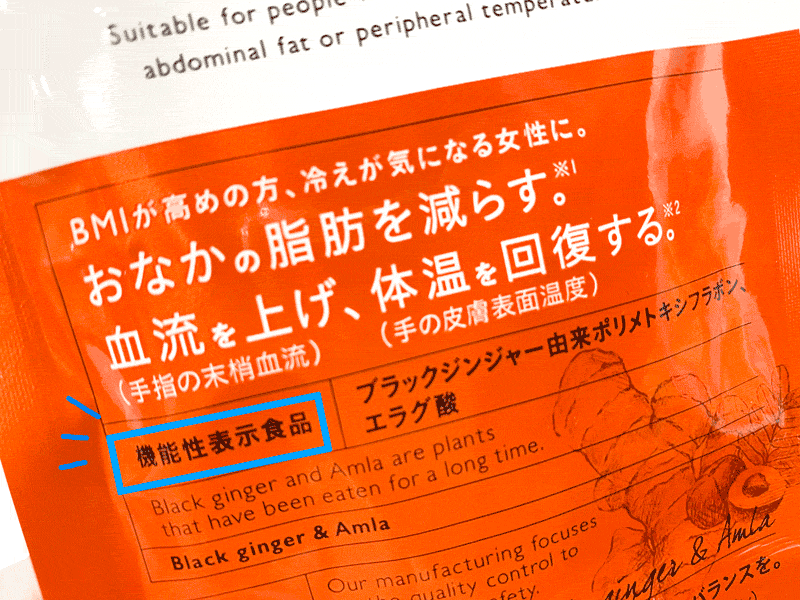 Suitable for people
abdominal fat or peripheral
BMIが高めの方、冷えが気になる女性に。
おなかの脂肪を減らす。※1
血流を上げ、体温を回復する。※2
(手指の末梢血流) (手の皮膚表面温度)
機能性表示食品
ブラックジンジャー由来ポリメトキシフラボン、
エラグ酸
Black ginger and Amla are plants
that have been eaten for a long time.
Black ginger & Amla
Our manufacturing focuses
quality control to
ginger & Amla
バランスを。